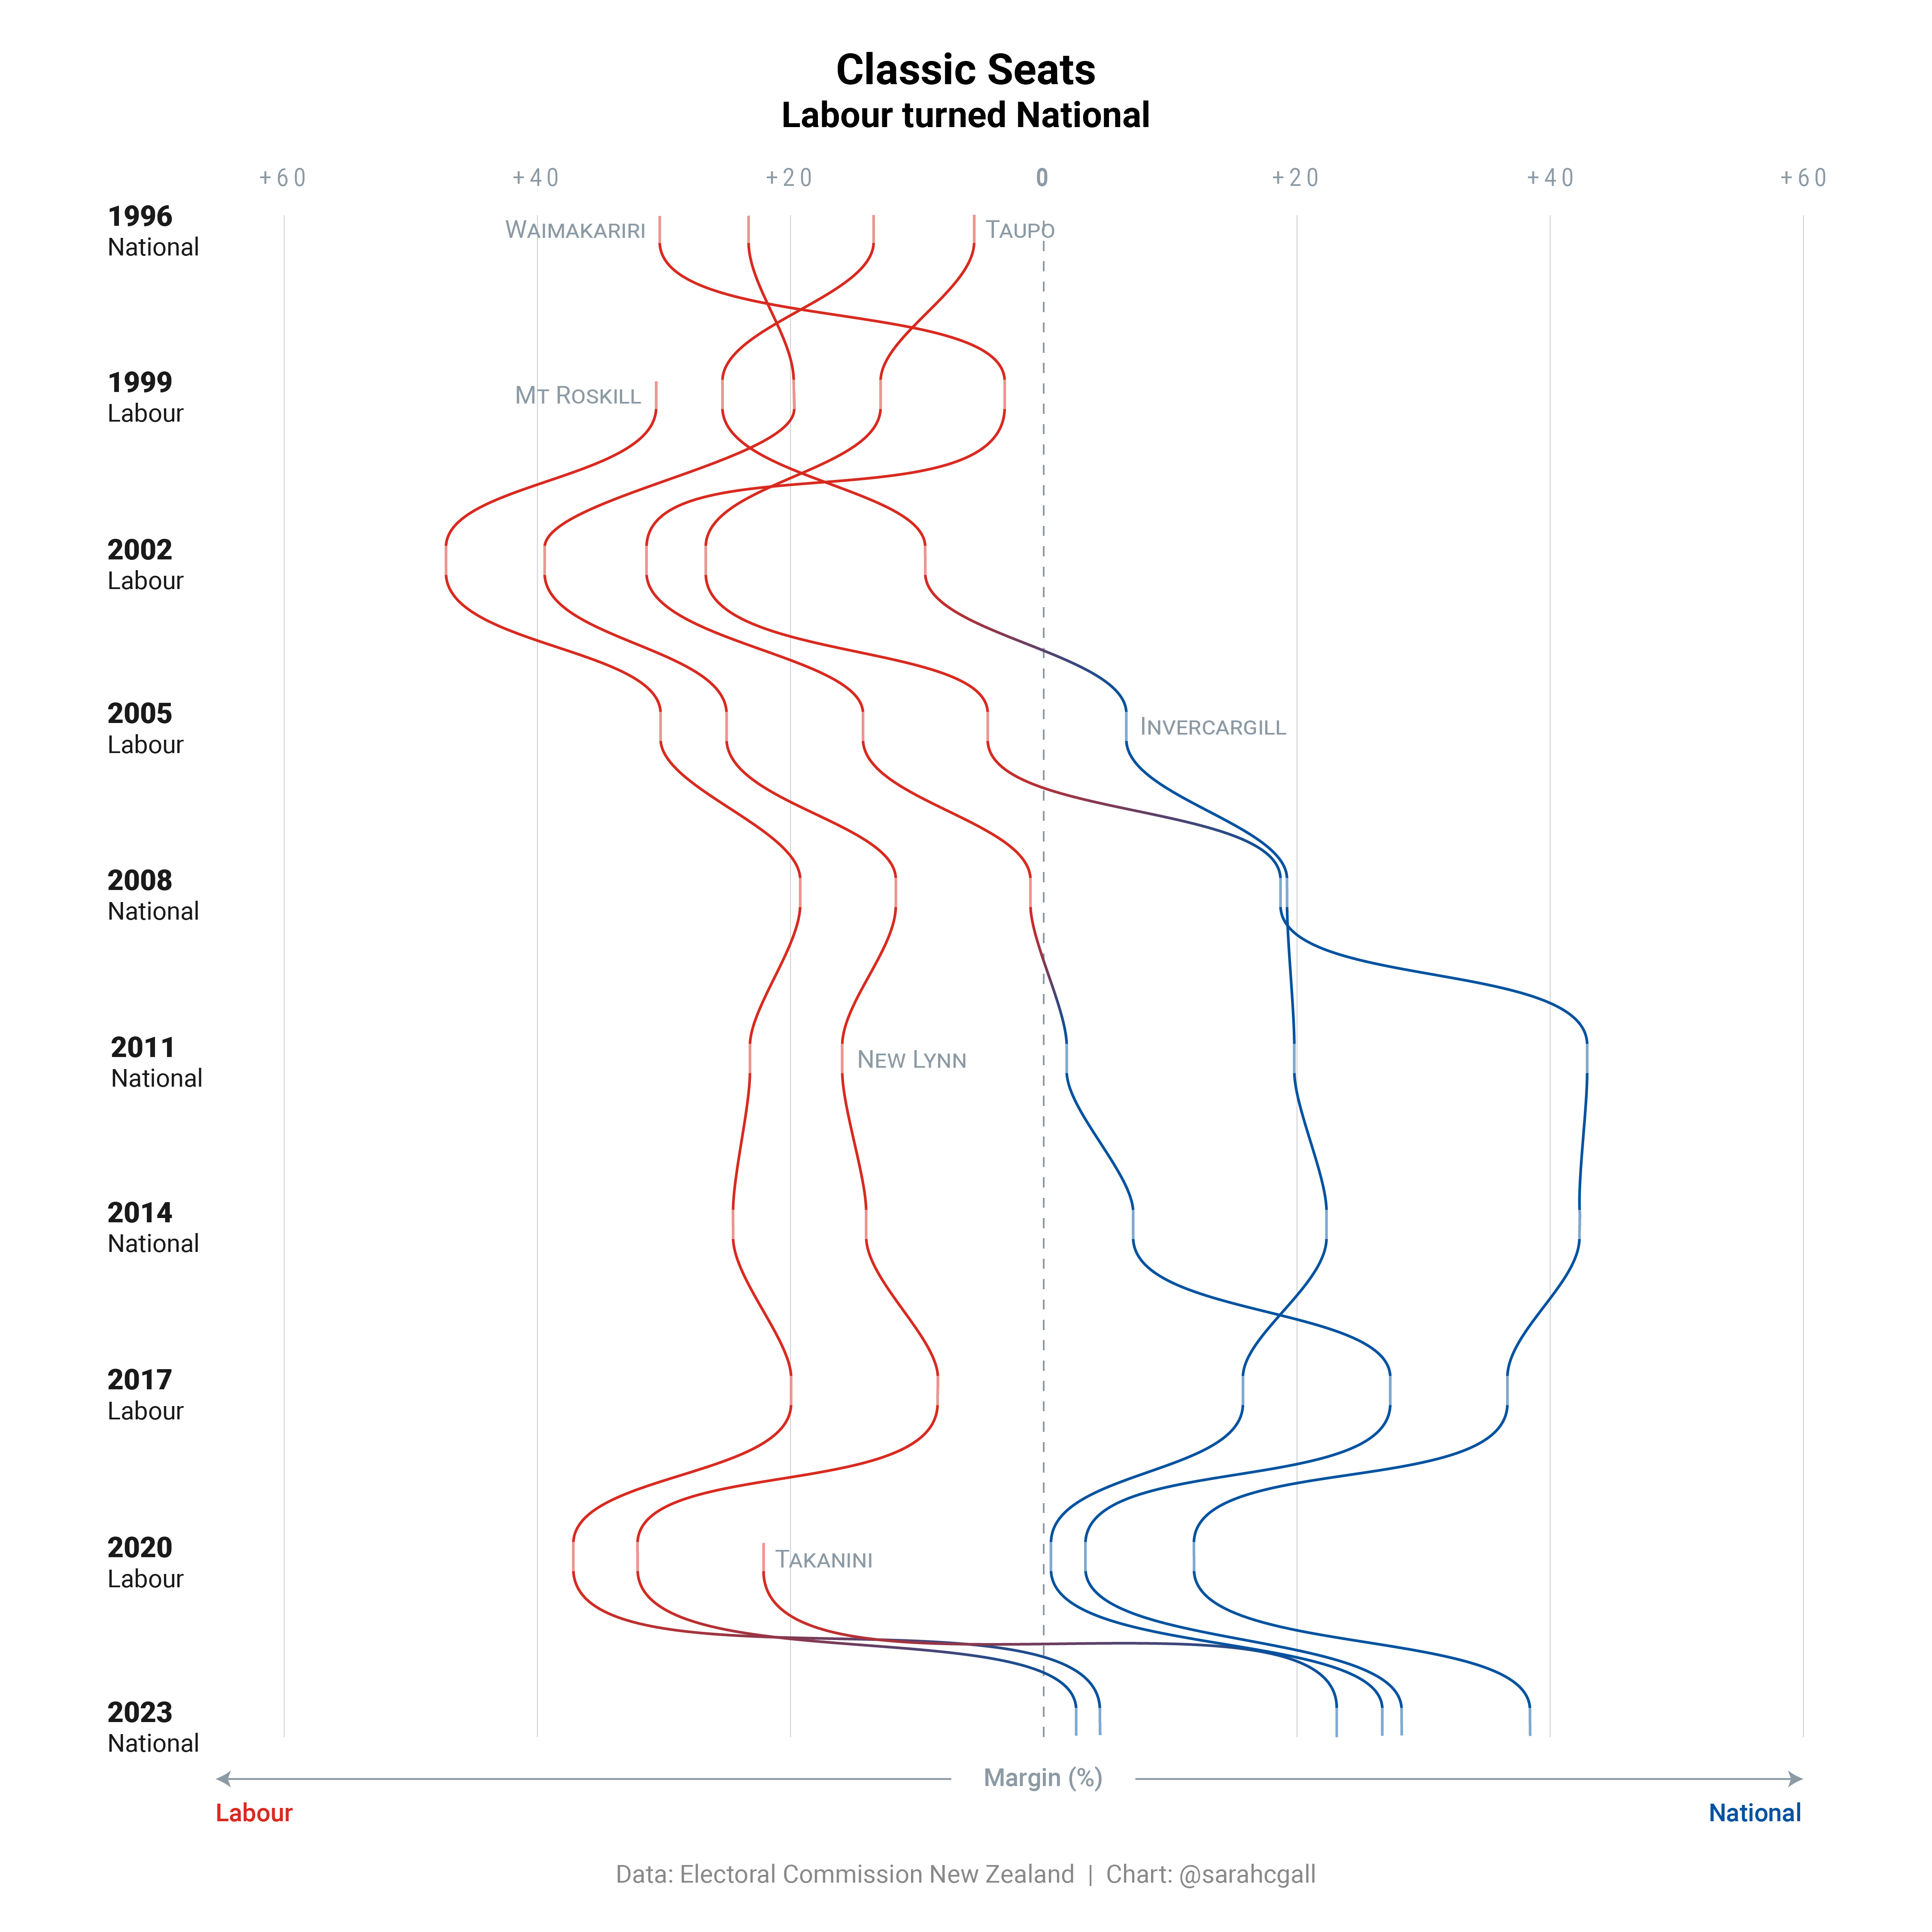 Classic Seats
Labour turned National
+60 +40 +20 0 +20 +40 +60
1996
National
WAIMAKARIRI
TAUPO
1999
Labour
MT ROSKILL
2002
Labour
2005
Labour
INVERCARGILL
2008
National
2011
National
NEW LYNN
2014
National
2017
Labour
2020
Labour
TAKANINI
2023
National
Margin (%)
Labour
National
Data: Electoral Commission New Zealand | Chart: @sarahcgall